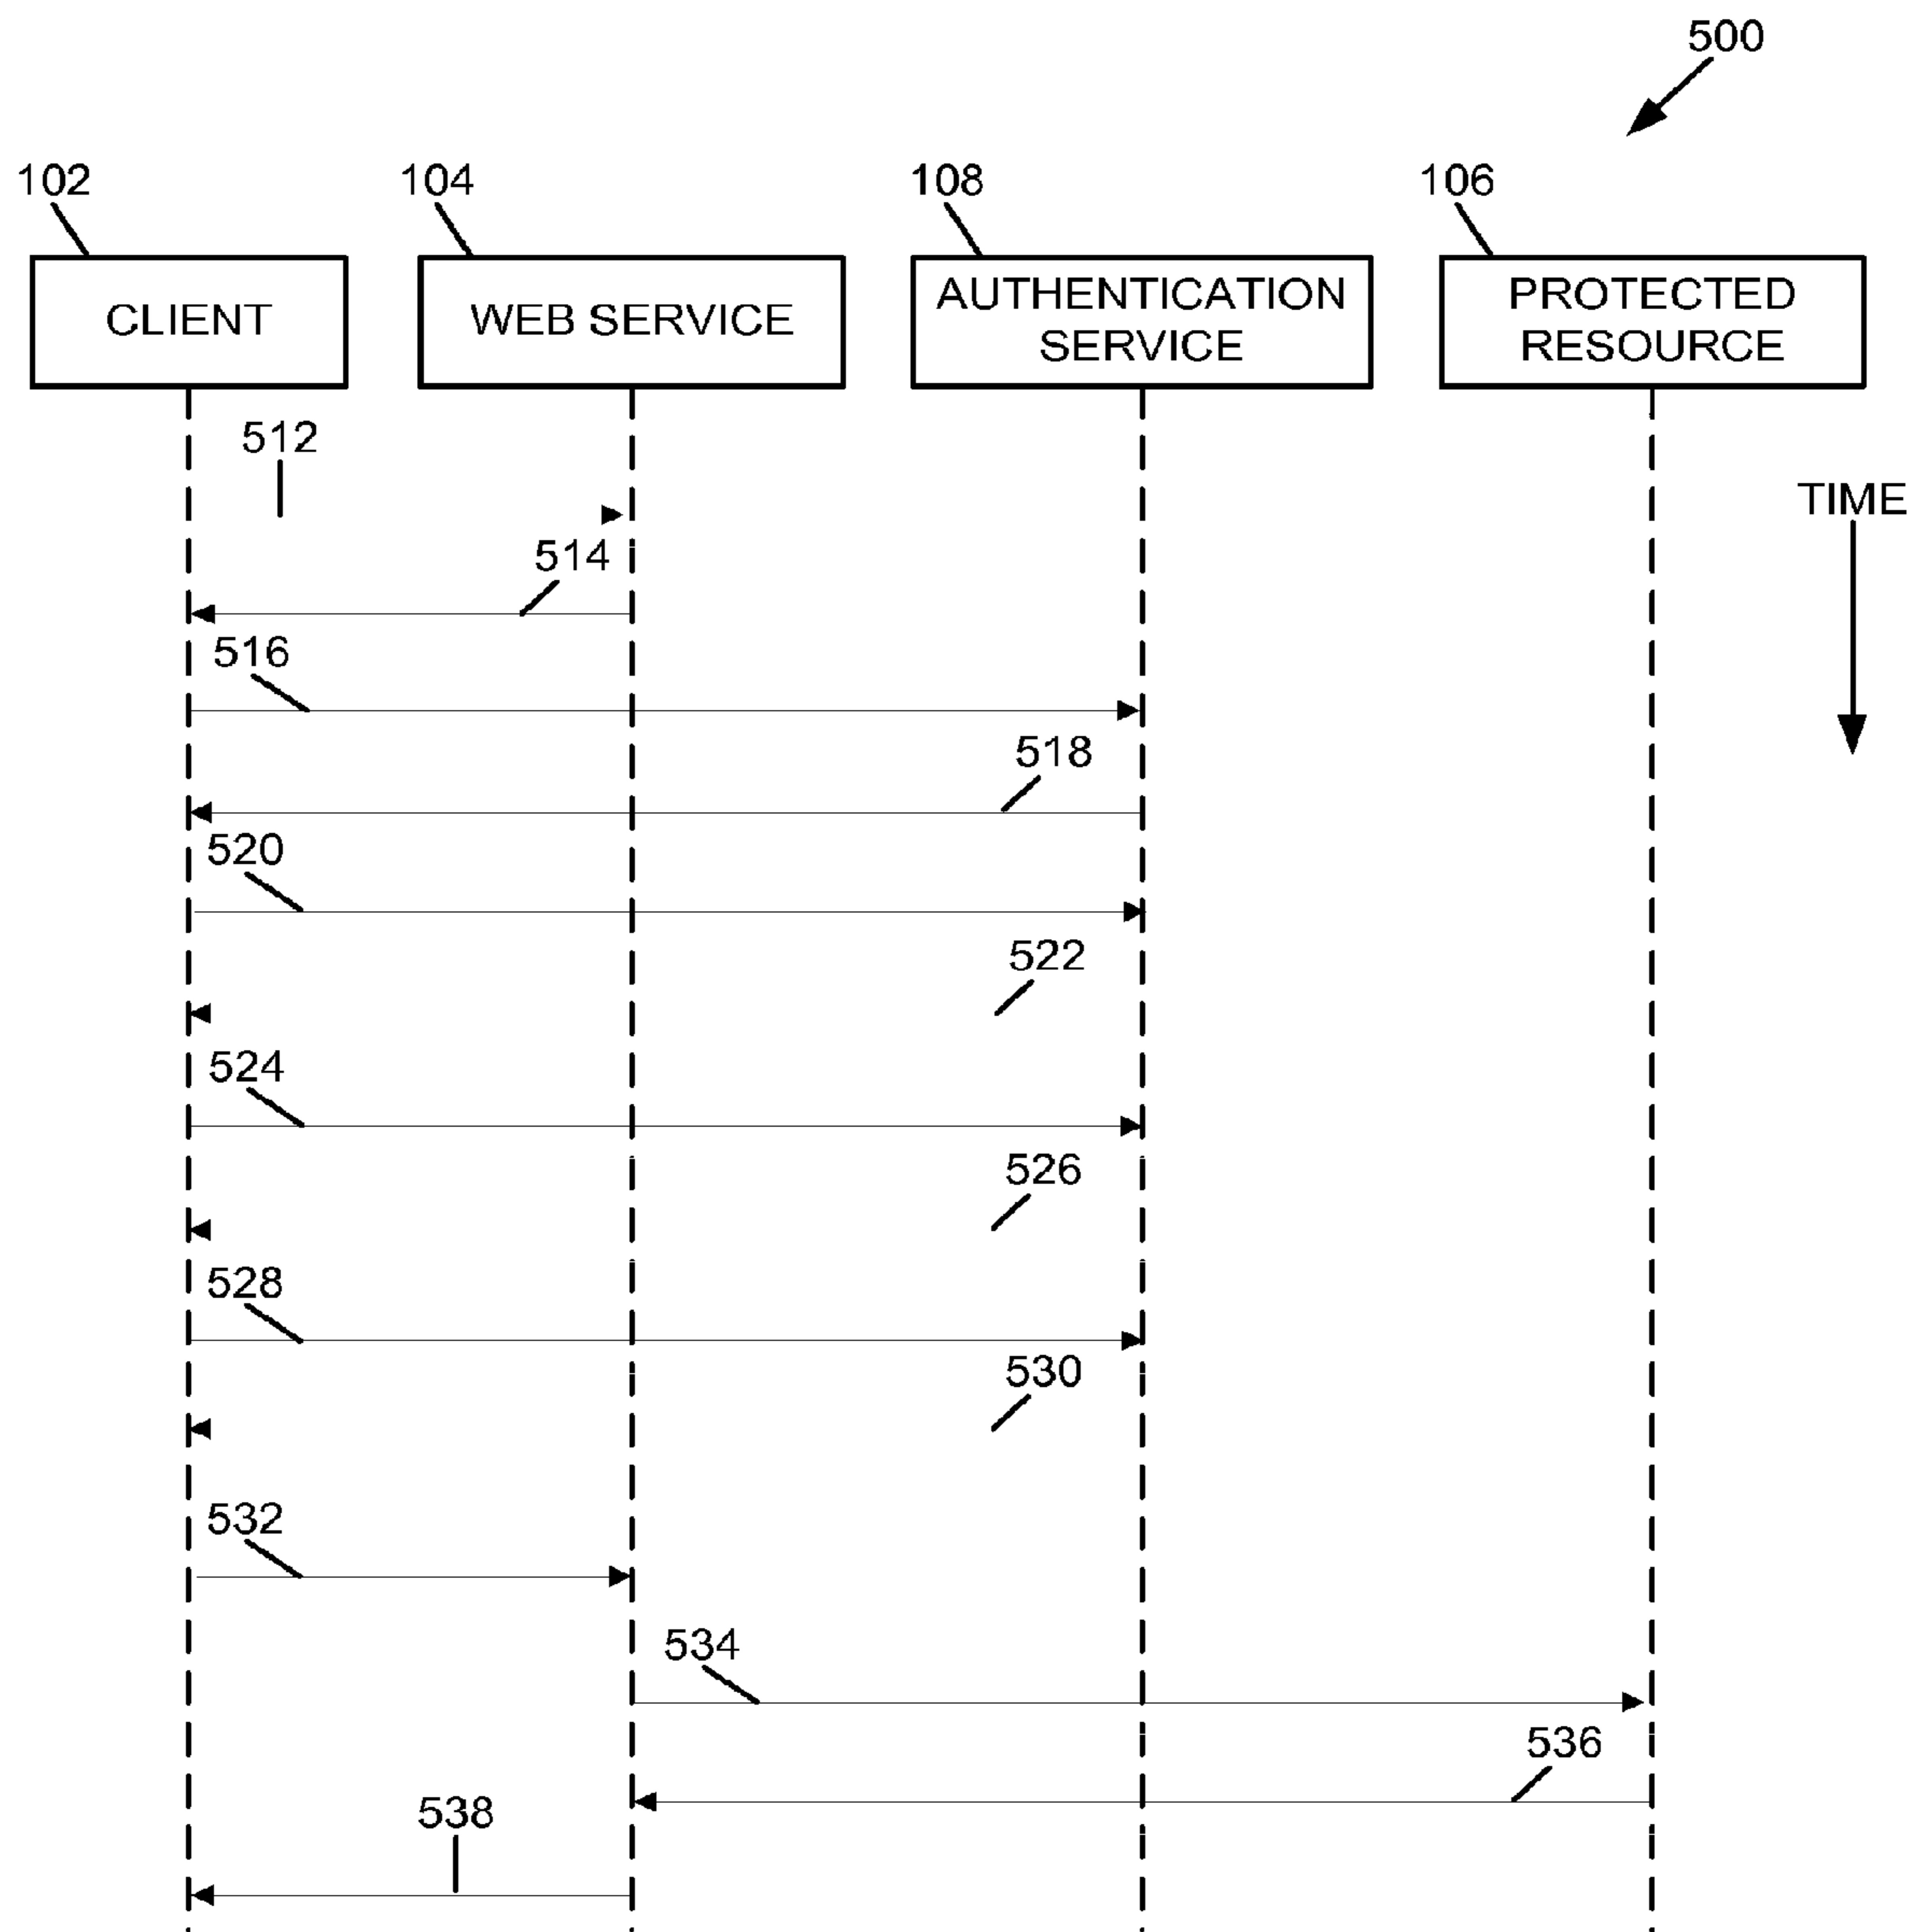 500
102
104
108
106
CLIENT
WEB SERVICE
AUTHENTICATION
SERVICE
PROTECTED
RESOURCE
512
TIME
514
516
518
520
522
524
526
528
530
532
534
536
538